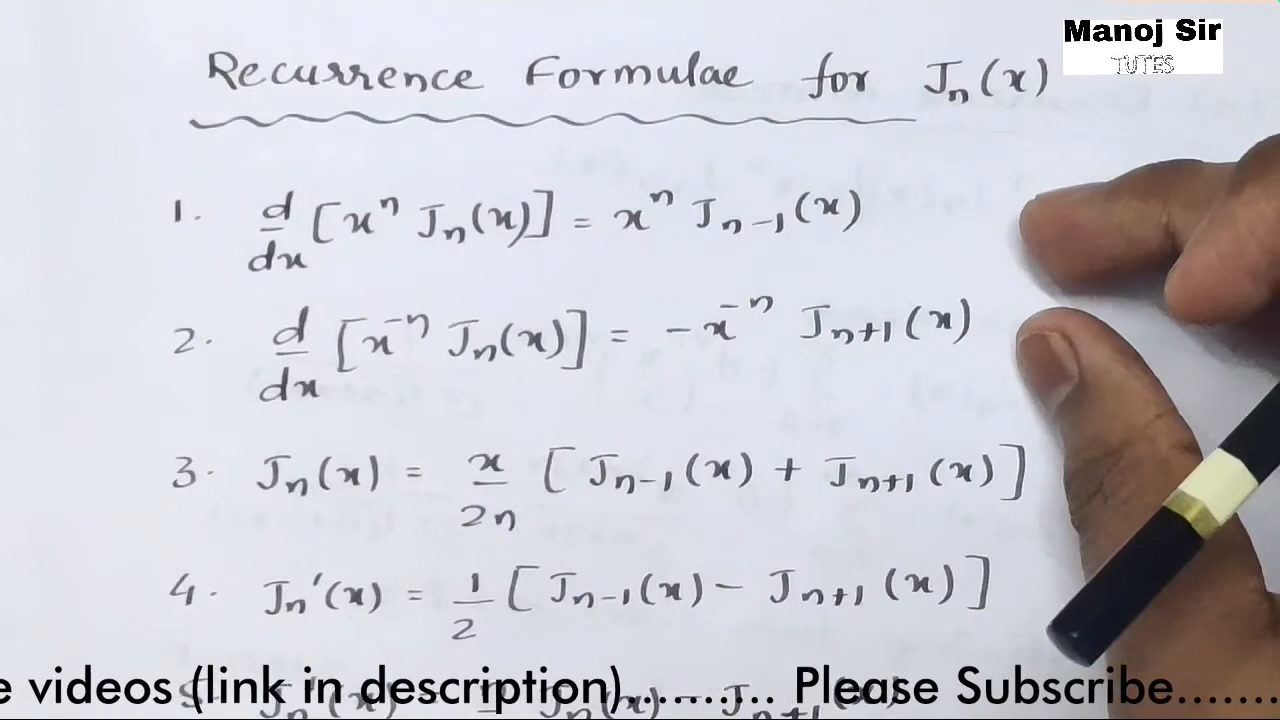 Manoj Sir
TUTES
Recurrence Formulae for Jₙ(x)
1. d/dx [xⁿ Jₙ(x)] = xⁿ Jₙ₋₁(x)
2. d/dx [x⁻ⁿ Jₙ(x)] = -x⁻ⁿ Jₙ₊₁(x)
3. Jₙ(x) = x/2n [Jₙ₋₁(x) + Jₙ₊₁(x)]
4. Jₙ'(x) = 1/2 [Jₙ₋₁(x) - Jₙ₊₁(x)]
e videos (link in description)........... Please Subscribe.......